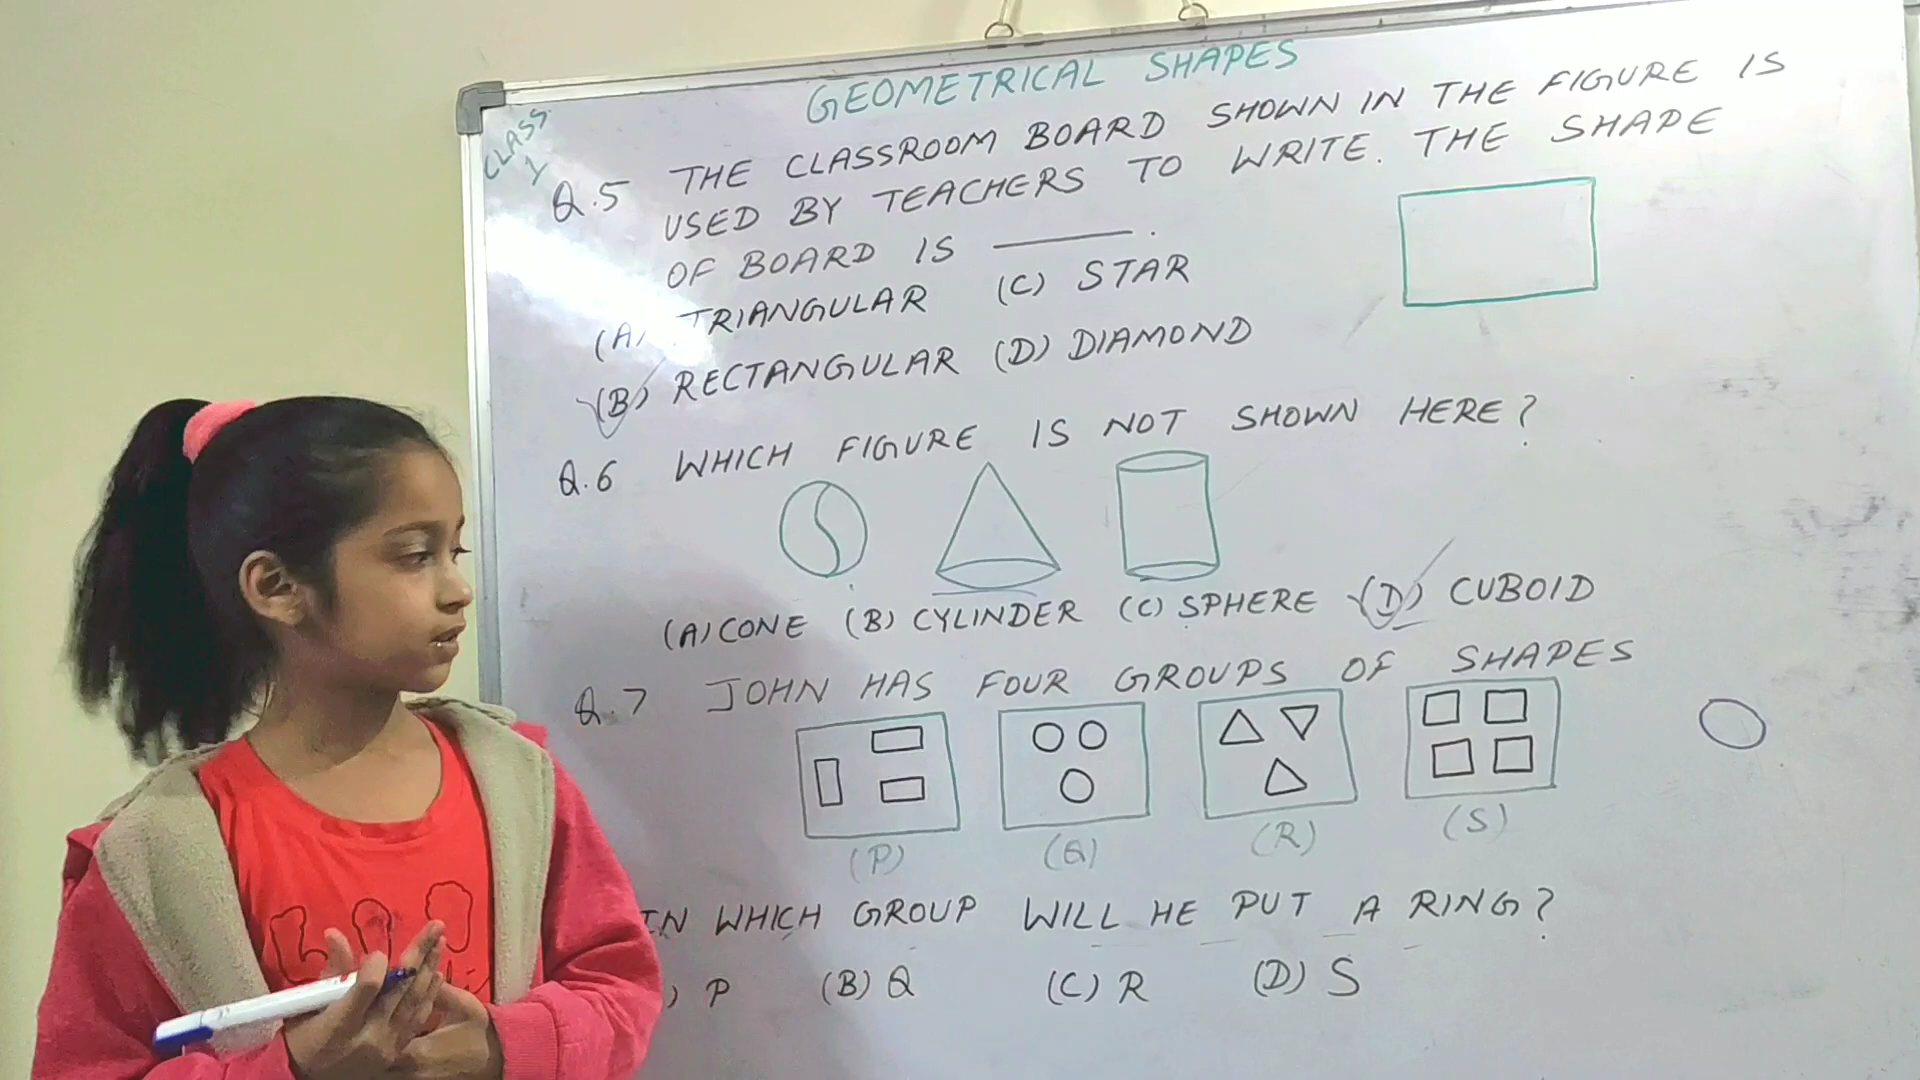 GEOMETRICAL SHAPES
CLASS
1
Q.5 THE CLASSROOM BOARD SHOWN IN THE FIGURE IS
USED BY TEACHERS TO WRITE. THE SHAPE
OF BOARD IS ______.
(A) TRIANGULAR (C) STAR
(B) RECTANGULAR (D) DIAMOND
Q.6 WHICH FIGURE IS NOT SHOWN HERE?
(A) CONE (B) CYLINDER (C) SPHERE (D) CUBOID
Q.7 JOHN HAS FOUR GROUPS OF SHAPES
(P) (Q) (R) (S)
IN WHICH GROUP WILL HE PUT A RING?
) P (B) Q (C) R (D) S